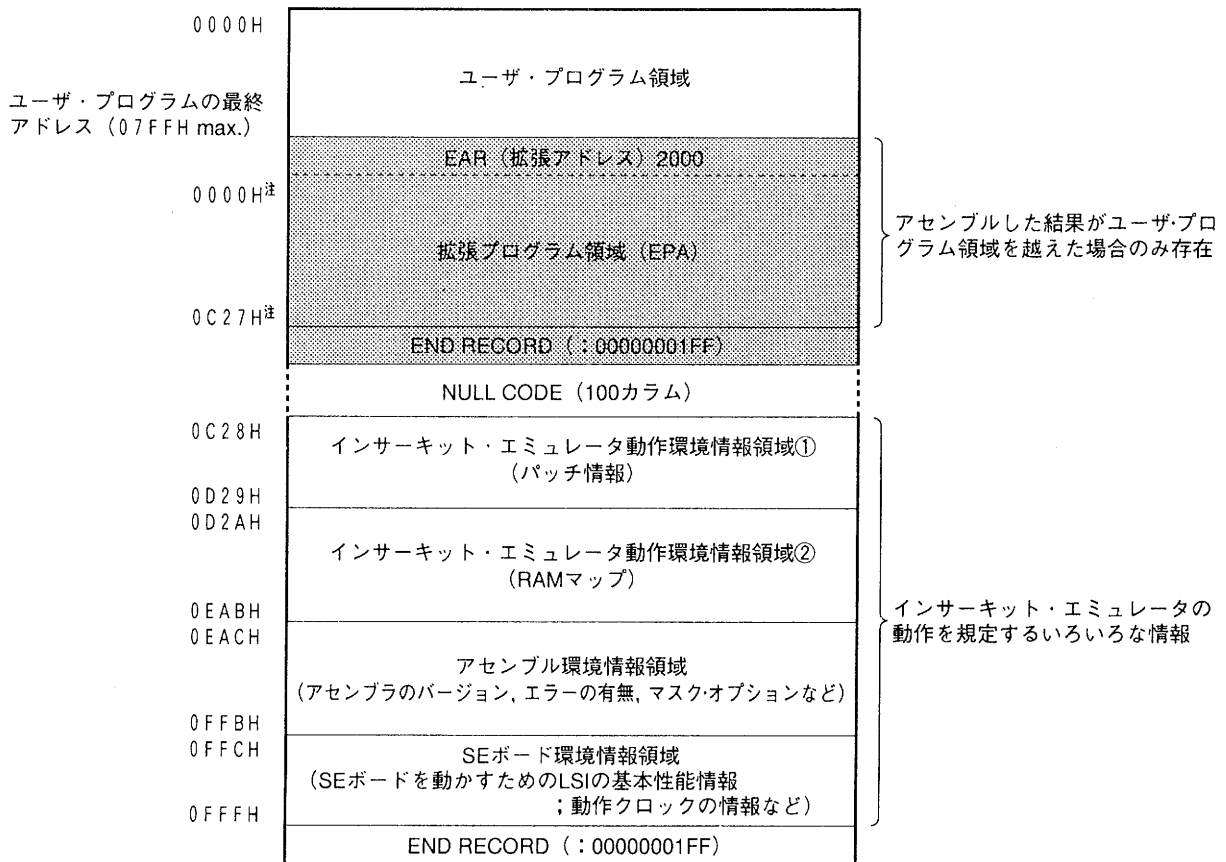 0000H
ユーザ・プログラム領域
ユーザ・プログラムの最終
アドレス（07FFH max.）
EAR（拡張アドレス）2000
0000H注
拡張プログラム領域（EPA）
アセンブルした結果がユーザ・プロ
グラム領域を越えた場合のみ存在
0C27H注
END RECORD（：00000001FF）
NULL CODE（100カラム）
0C28H
インサーキット・エミュレータ動作環境情報領域①
（パッチ情報）
0D29H
0D2AH
インサーキット・エミュレータ動作環境情報領域②
（RAMマップ）
0EABH
0EACH
インサーキット・エミュレータの
動作を規定するいろいろな情報
アセンブル環境情報領域
（アセンブラのバージョン, エラーの有無, マスク・オプションなど）
0FFBH
0FFCH
SEボード環境情報領域
（SEボードを動かすためのLSIの基本性能情報
；動作クロックの情報など）
0FFFH
END RECORD（：00000001FF）